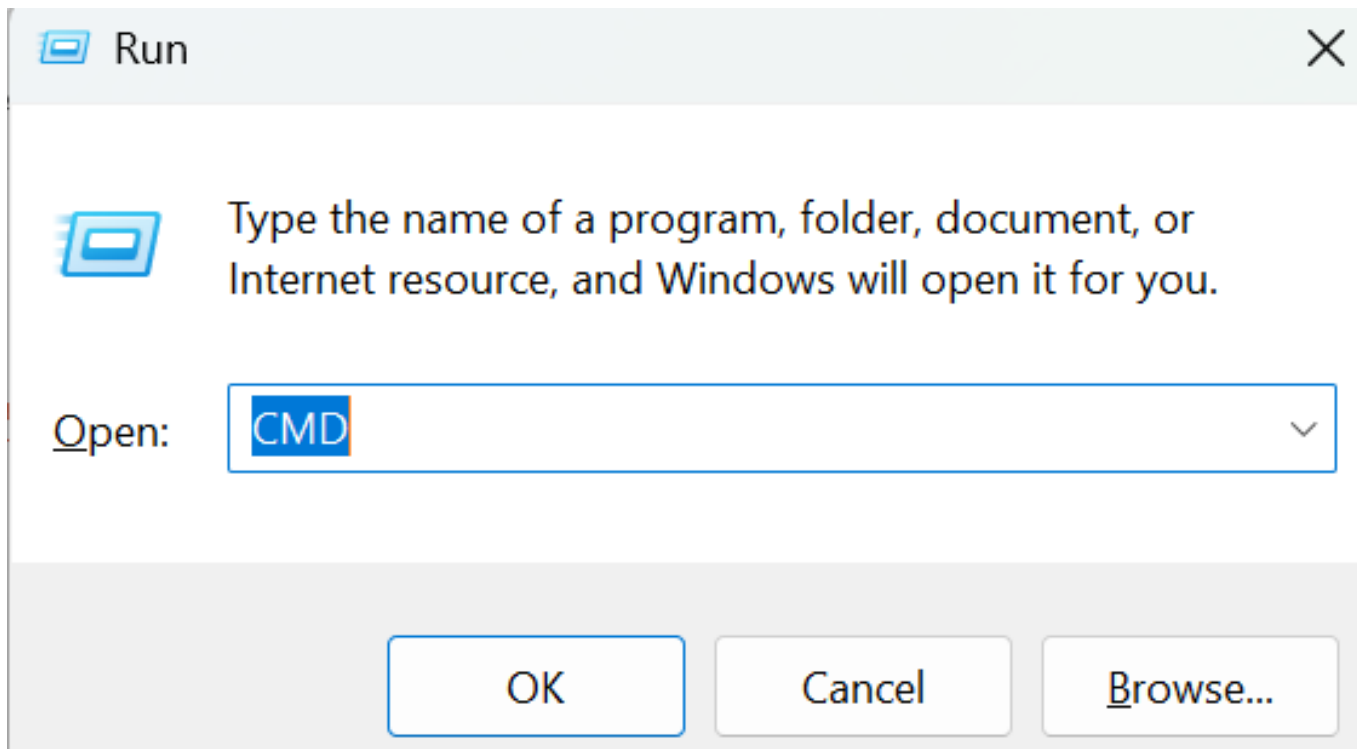 Run
Type the name of a program, folder, document, or
Internet resource, and Windows will open it for you.
Open: CMD
OK Cancel Browse...